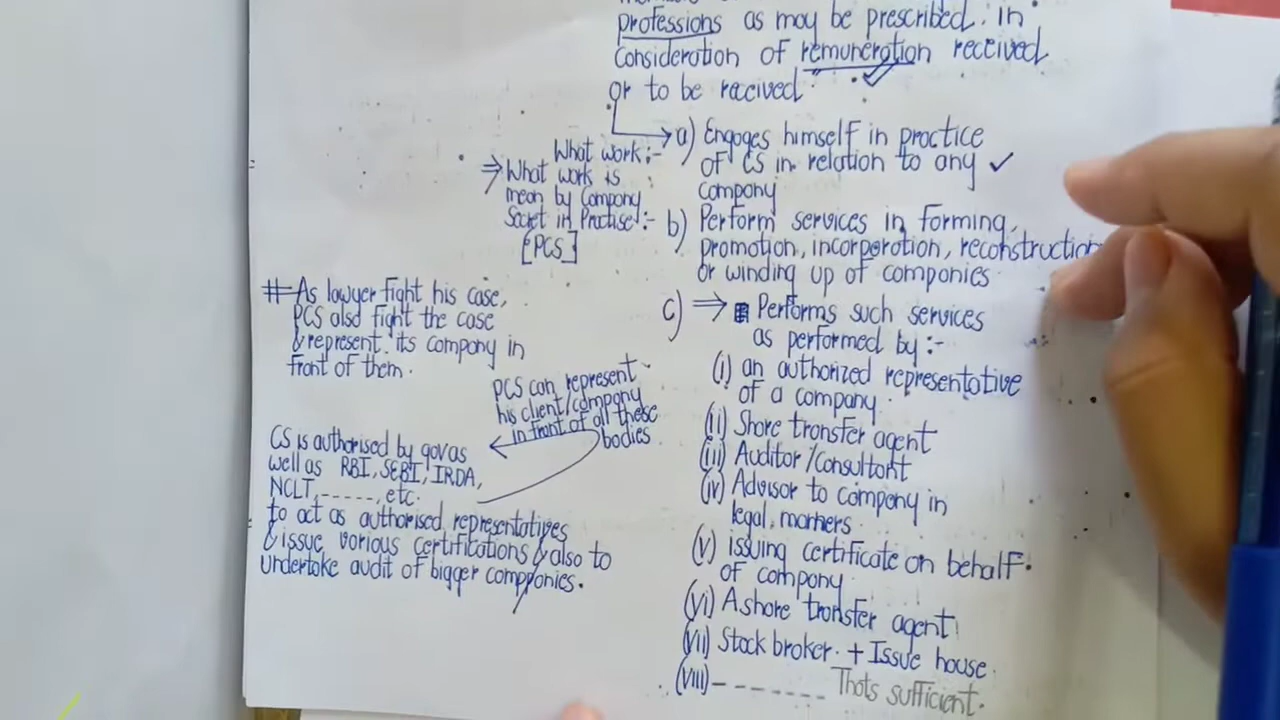 professions as may be prescribed. in
consideration of remuneration received
or to be racived
a) Engages himself in practice
of CS in relation to any ✓
company
What work :-
⇒ What work is
mean by Company
Secret in Practise :-
[PCS]
b) Perform services in forming,
promotion, incorporation, reconstruction
or winding up of companies
# As lawyer fight his case,
PCS also fight the case
& represent its company in
front of them.
c) ⇒ Performs such services
as performed by :-
(i) an authorized representative
of a company
(ii) Share transfer agent
(iii) Auditor / Consultant
(iv) Advisor to company in
legal, manners
(v) issuing certificate on behalf
of company
(vi) A share transfer agent
(vii) Stock broker. + Issue house.
(viii) - - - - - - - Thats sufficient.
PCS can represent
his client/company
in front of all these
bodies
CS is authorised by gov as
well as RBI, SEBI, IRDA,
NCLT, - - - - -, etc.
to act as authorised representatives
& issue various certifications & also to
undertake audit of bigger companies.